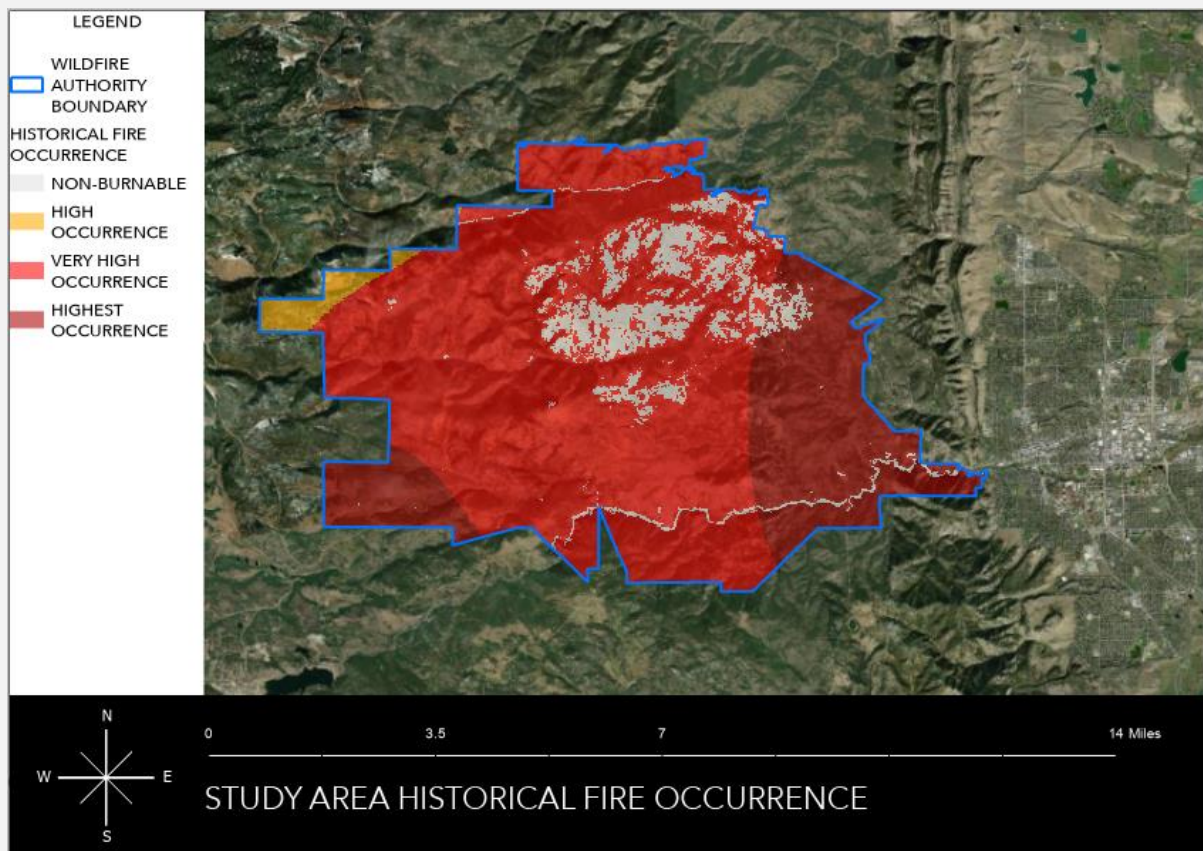 LEGEND
WILDFIRE
AUTHORITY
BOUNDARY
HISTORICAL FIRE
OCCURRENCE
NON-BURNABLE
HIGH
OCCURRENCE
VERY HIGH
OCCURRENCE
HIGHEST
OCCURRENCE
N
W E
S
0 3.5 7 14 Miles
STUDY AREA HISTORICAL FIRE OCCURRENCE